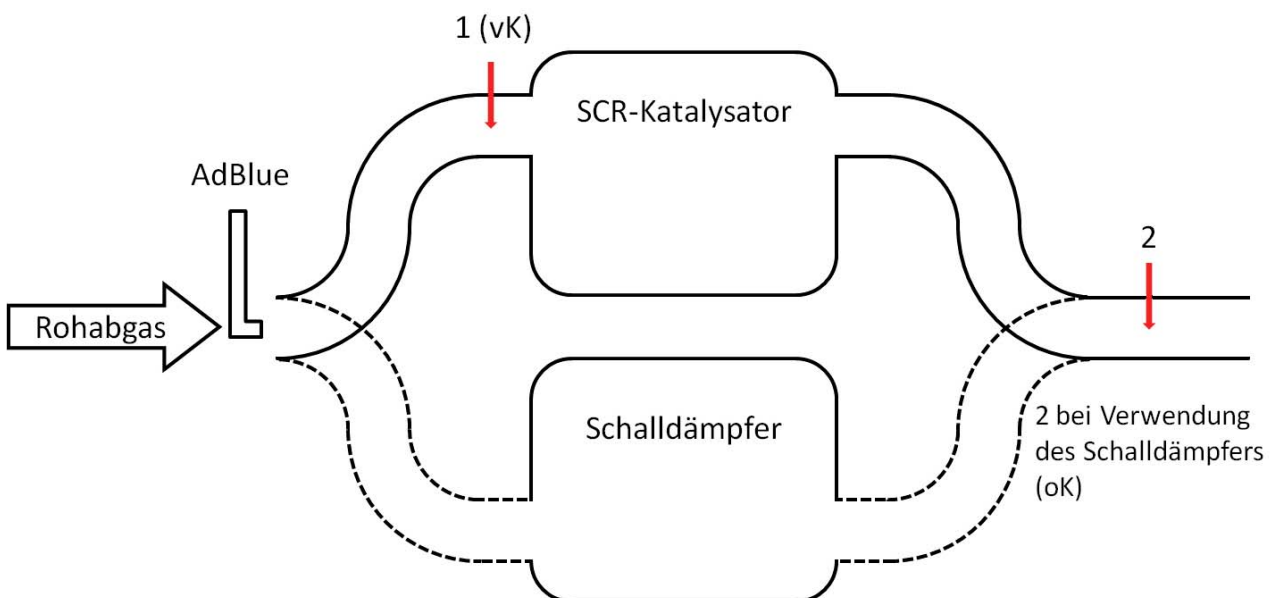 1 (vK)
SCR-Katalysator
AdBlue
Rohabgas
2
Schalldämpfer
2 bei Verwendung
des Schalldämpfers
(oK)